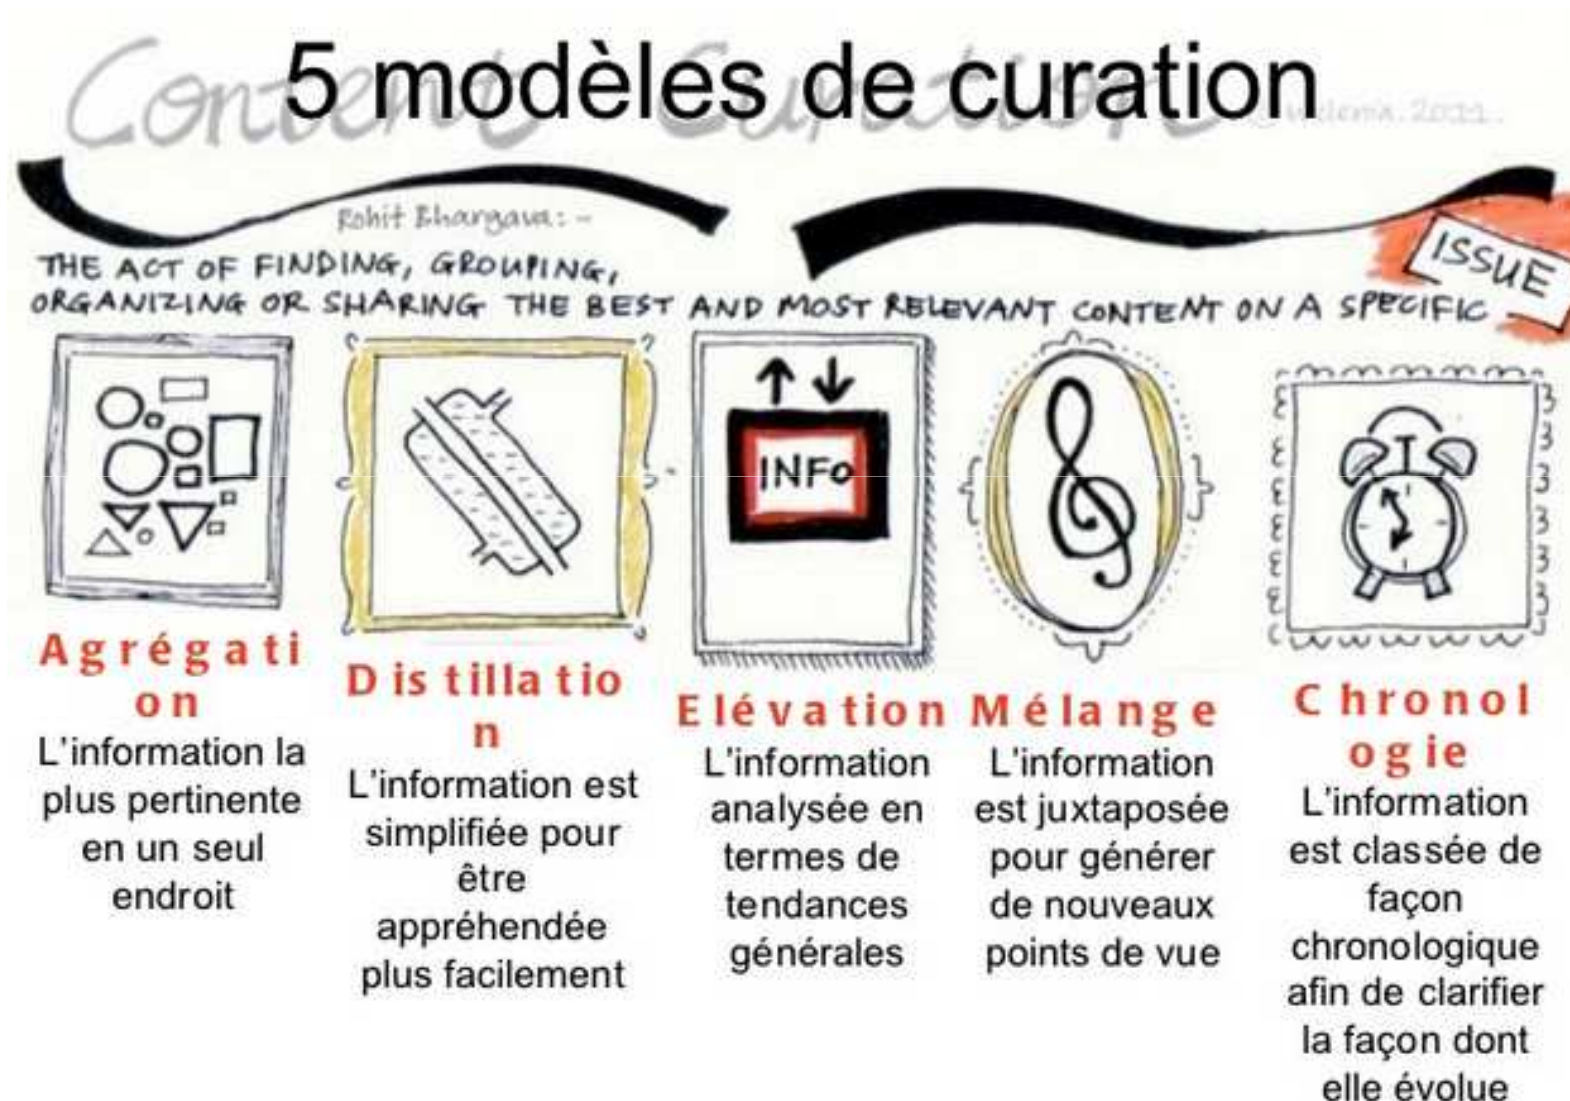 5 modèles de curation
Content Curation
2011.
Rohit Bhargava: -
THE ACT OF FINDING, GROUPING,
ORGANIZING OR SHARING THE BEST AND MOST RELEVANT CONTENT ON A SPECIFIC
ISSUE
INFO
Agrégati
on
L'information la
plus pertinente
en un seul
endroit
Distillatio
n
L'information est
simplifiée pour
être
appréhendée
plus facilement
Elévation
L'information
analysée en
termes de
tendances
générales
Mélange
L'information
est juxtaposée
pour générer
de nouveaux
points de vue
Chronol
ogie
L'information
est classée de
façon
chronologique
afin de clarifier
la façon dont
elle évolue